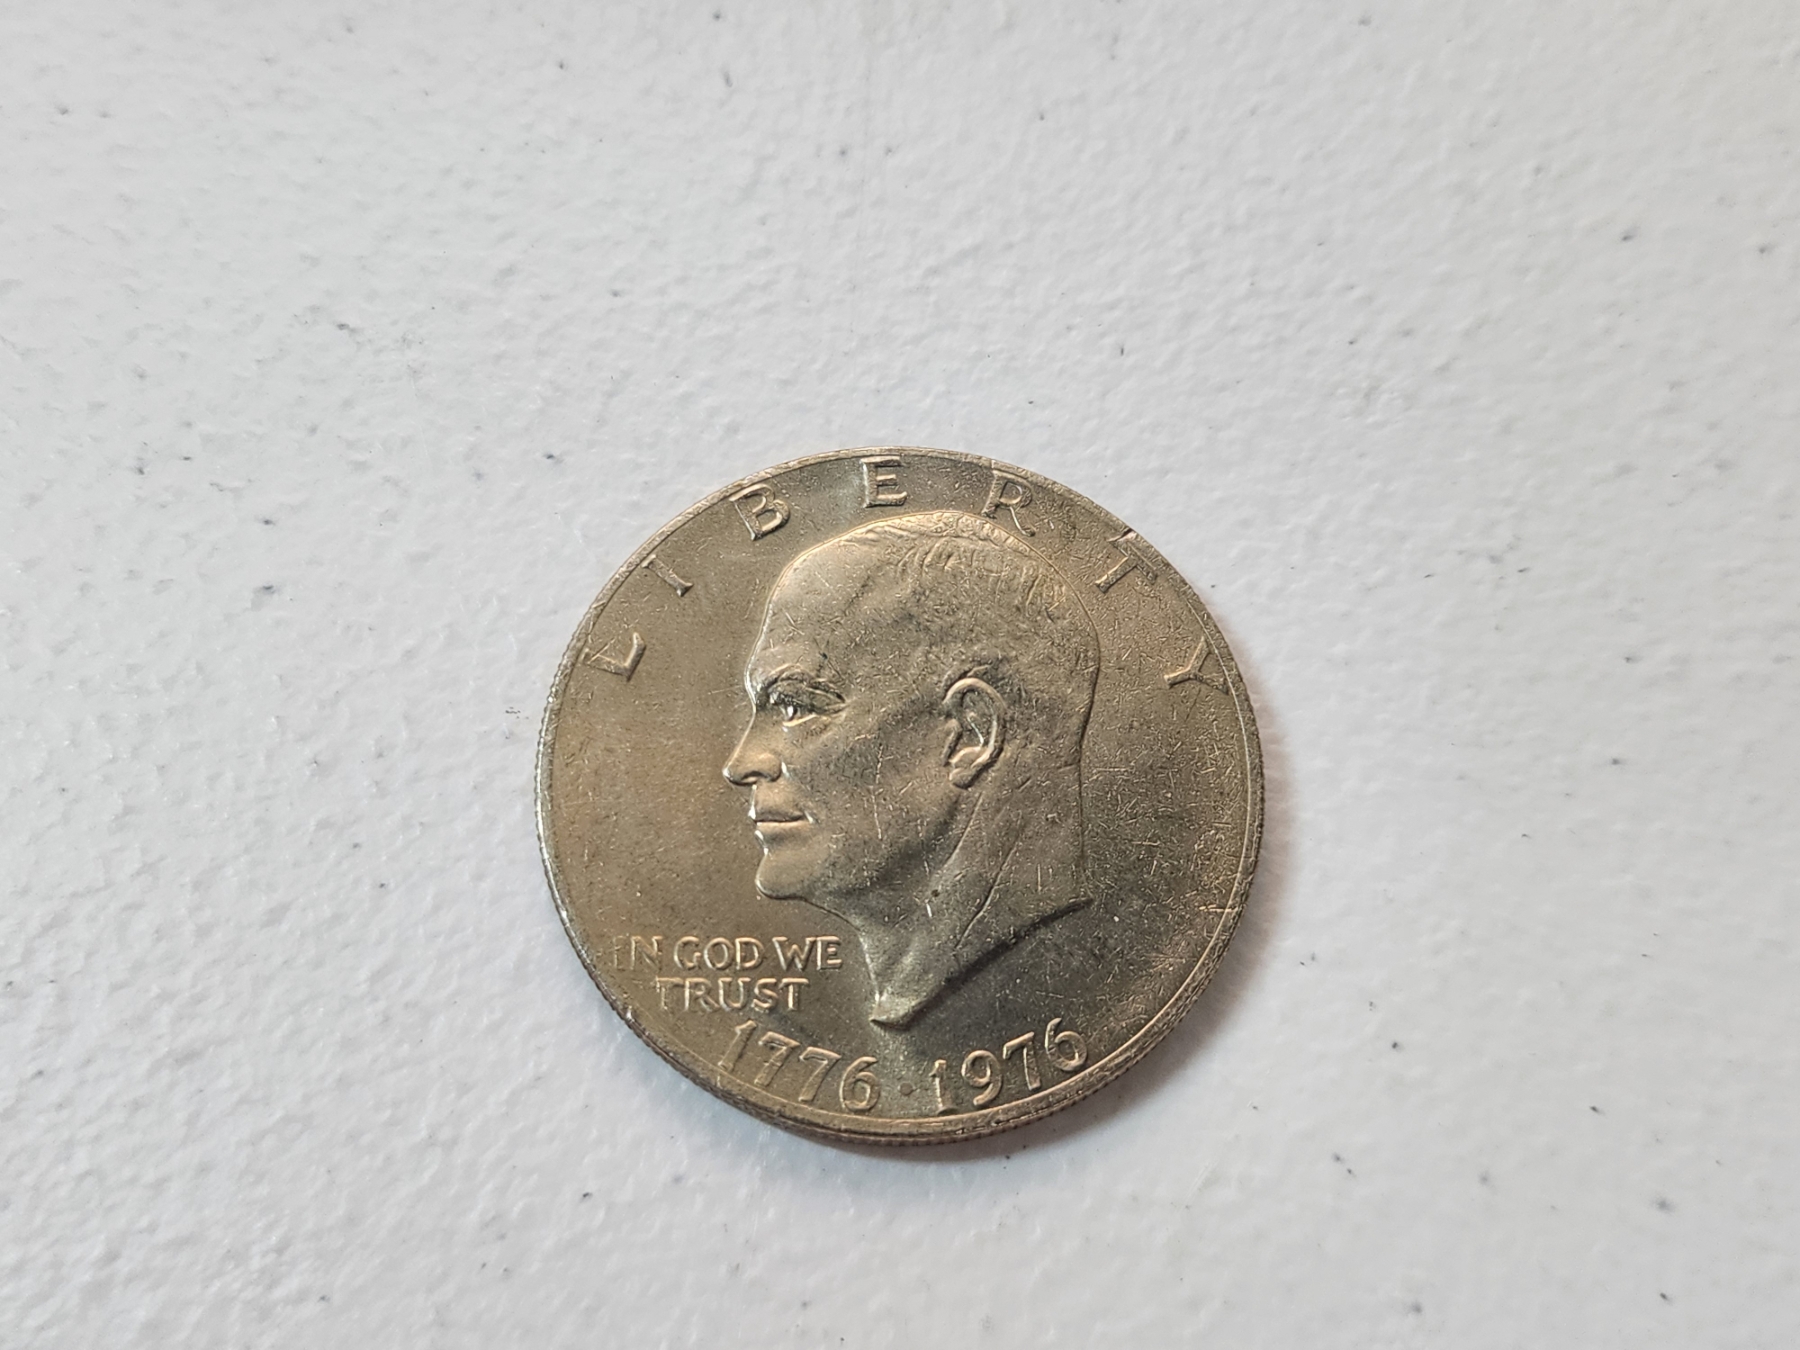 LIBERTY
IN GOD WE
TRUST
1776·1976